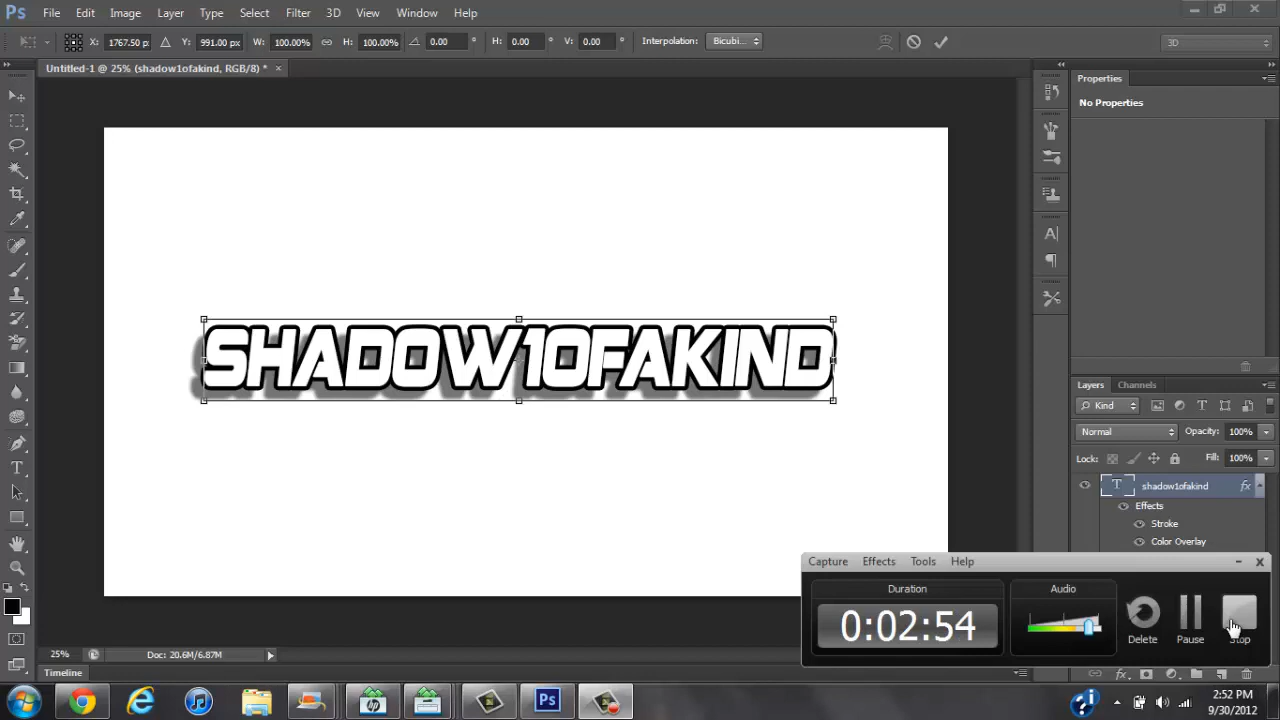 Ps File Edit Image Layer Type Select Filter 3D View Window Help
X: 1767.50 px Y: 991.00 px W: 100.00% H: 100.00% 0.00 ° H: 0.00 ° V: 0.00 ° Interpolation: Bicubi... 3D
Untitled-1 @ 25% (shadow1ofakind, RGB/8) * ×
Properties
No Properties
SHADOW1OFAKIND
Layers Channels
Kind
Normal Opacity: 100%
Lock: Fill: 100%
T shadow1ofakind fx
Effects
Stroke
Color Overlay
Capture Effects Tools Help
Duration Audio
0:02:54
Delete Pause Stop
25% Doc: 20.6M/6.87M
Timeline
Ps
2:52 PM
9/30/2012